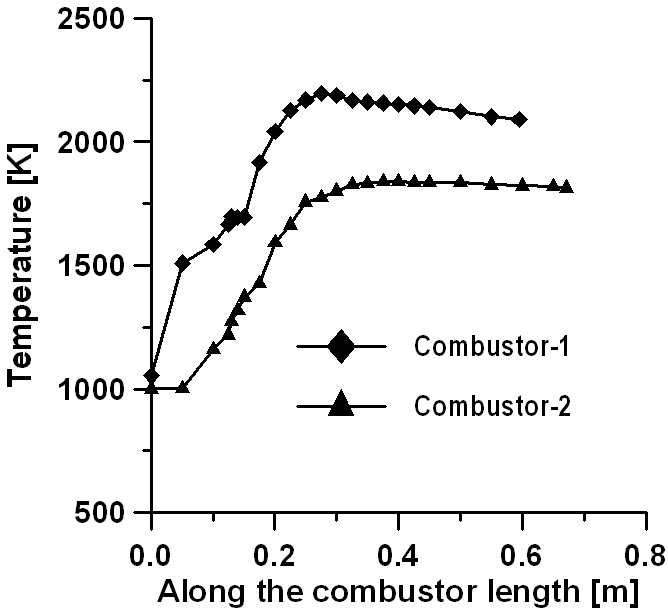 2500
2000
1500
1000
500
Temperature [K]
Combustor-1
Combustor-2
0.0 0.2 0.4 0.6 0.8
Along the combustor length [m]